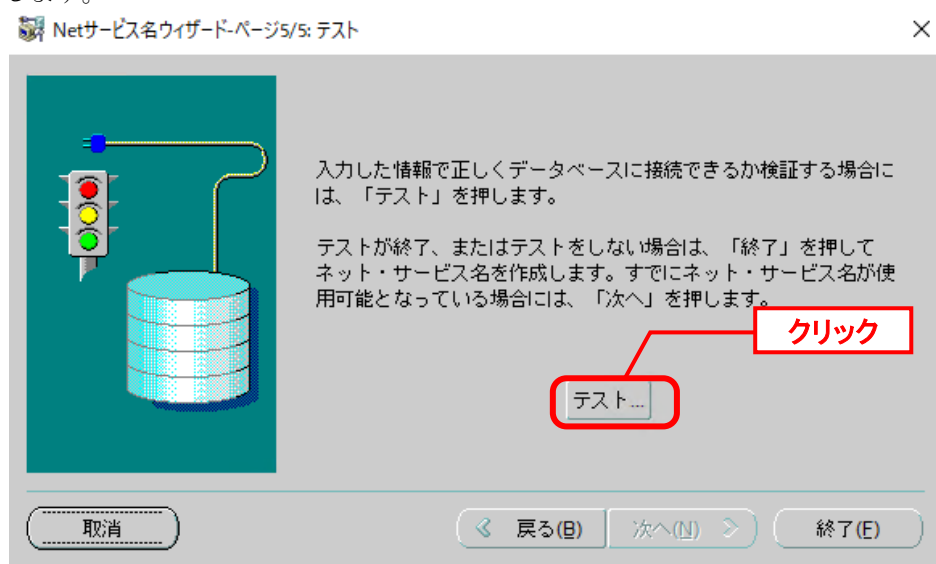 します。
Netサービス名ウィザード-ページ5/5: テスト
入力した情報で正しくデータベースに接続できるか検証する場合に
は、「テスト」を押します。
テストが終了、またはテストをしない場合は、「終了」を押して
ネット・サービス名を作成します。すでにネット・サービス名が使
用可能となっている場合には、「次へ」を押します。
クリック
テスト...
取消
戻る(B)
次へ(N)
終了(F)